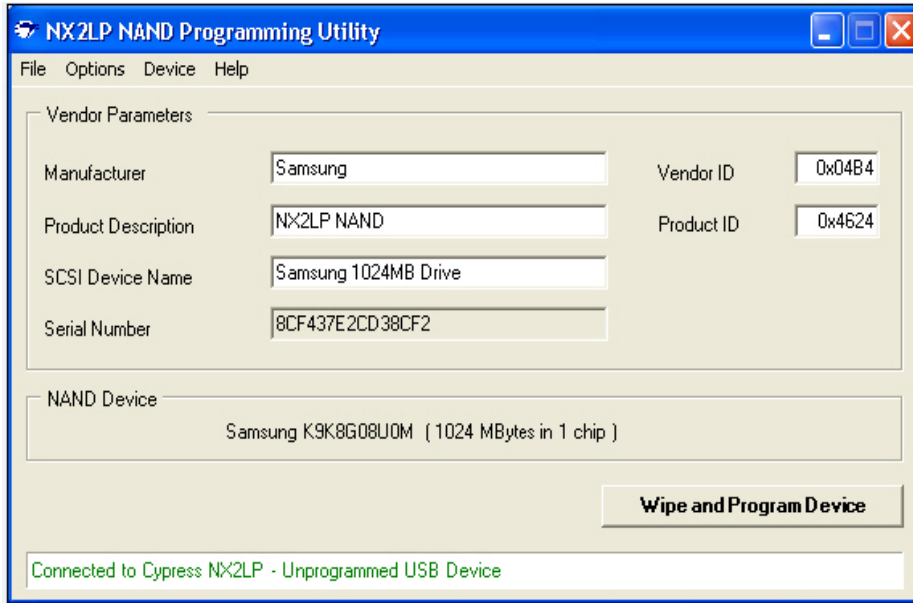 NX2LP NAND Programming Utility
File Options Device Help
Vendor Parameters
Manufacturer Samsung Vendor ID 0x04B4
Product Description NX2LP NAND Product ID 0x4624
SCSI Device Name Samsung 1024MB Drive
Serial Number 8CF437E2CD38CF2
NAND Device
Samsung K9K8G08U0M ( 1024 MBytes in 1 chip )
Wipe and Program Device
Connected to Cypress NX2LP - Unprogrammed USB Device